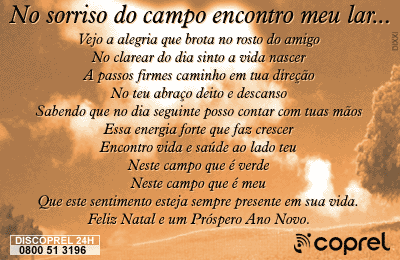 No sorriso do campo encontro meu lar...
Vejo a alegria que brota no rosto do amigo
No clarear do dia sinto a vida nascer
A passos firmes caminho em tua direção
No teu abraço deito e descanso
Sabendo que no dia seguinte posso contar com tuas mãos
Essa energia forte que faz crescer
Encontro vida e saúde ao lado teu
Neste campo que é verde
Neste campo que é meu
Que este sentimento esteja sempre presente em sua vida.
Feliz Natal e um Próspero Ano Novo.
DISCOPREL 24H
0800 51 3196
coprel